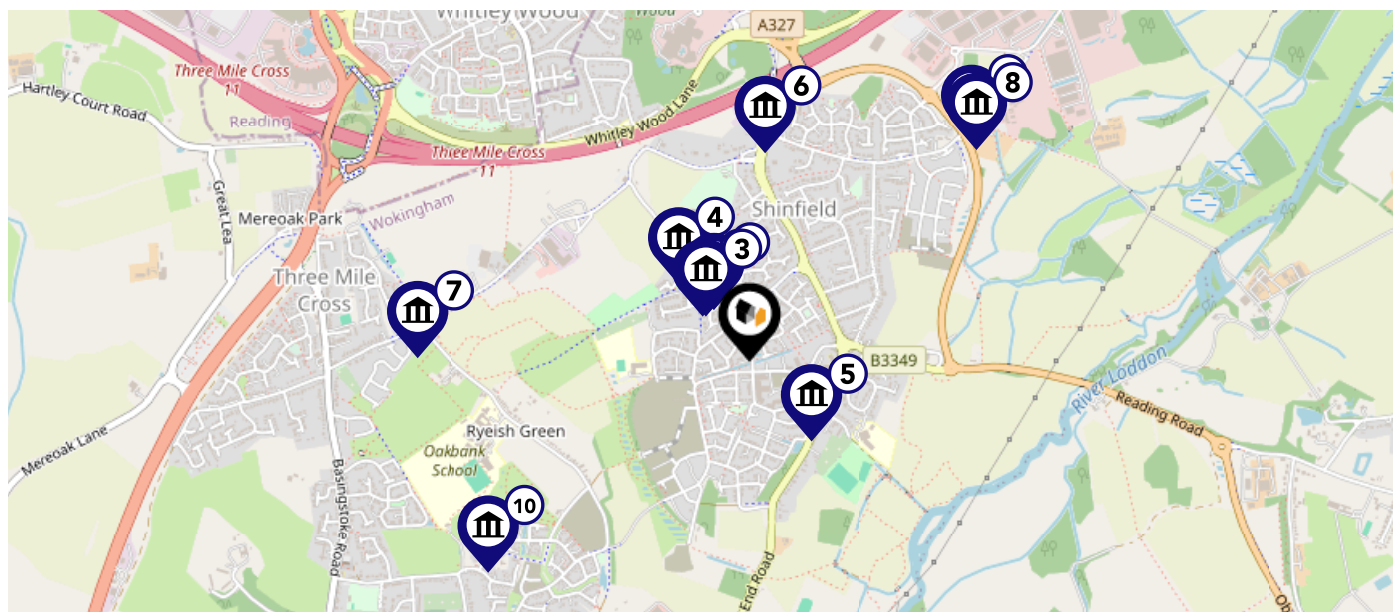 Whitley Wood
Wood
A327
Three Mile Cross
11
Hartley Court Road
Reading
Whitley Wood Lane
6
8
Three Mile Cross
11
Great Lea
Wokingham
Mereoak Park
Shinfield
4
3
Three Mile
Cross
7
B3349
5
River Loddon
Reading Road
Ryeish Green
Mereoak Lane
Oakbank
School
Basingstoke Road
10
End Road
Ob